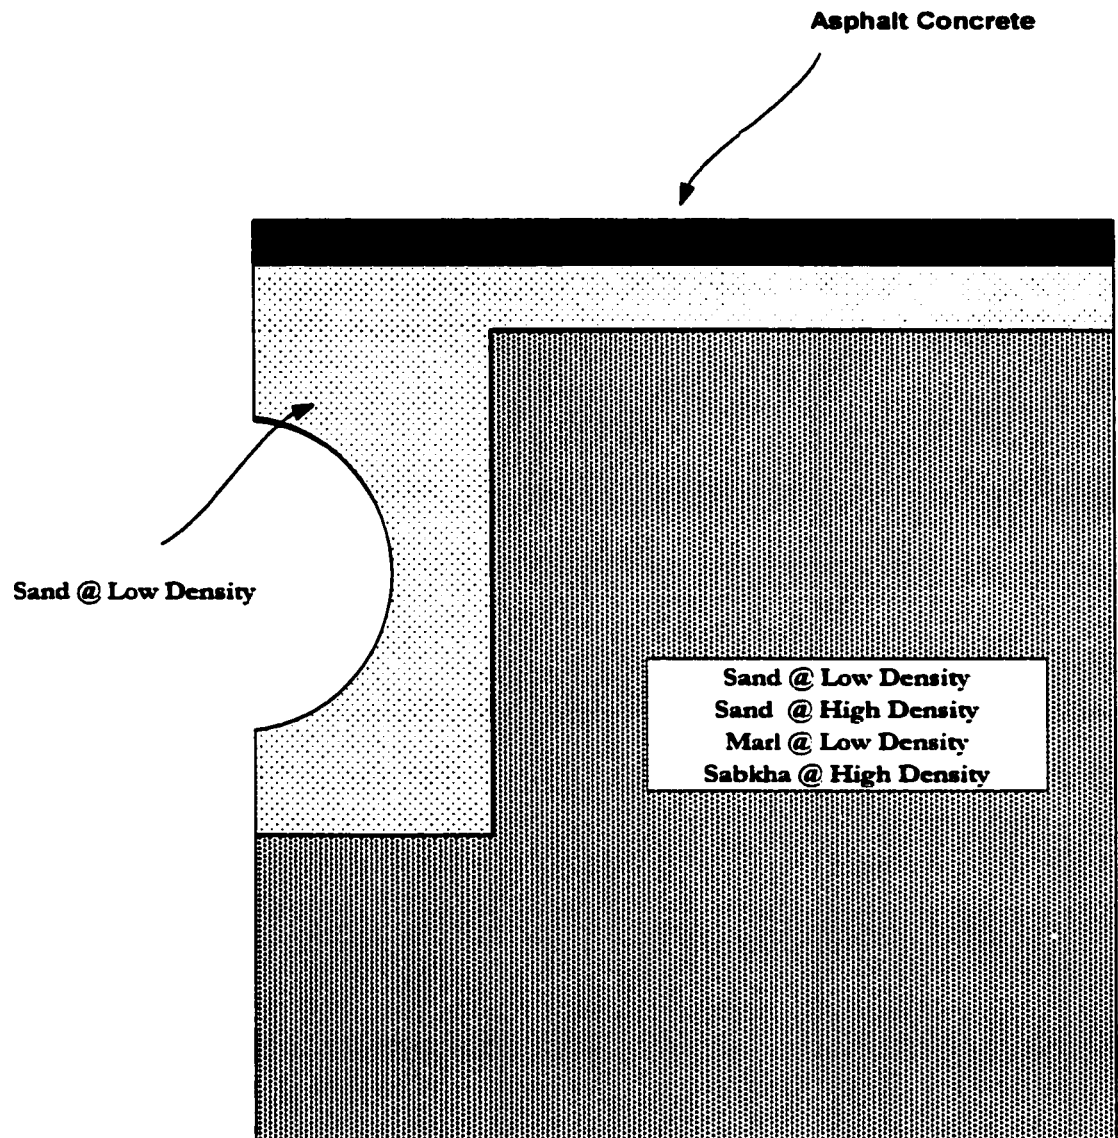 Asphalt Concrete
Sand @ Low Density
Sand @ Low Density
Sand @ High Density
Marl @ Low Density
Sabkha @ High Density